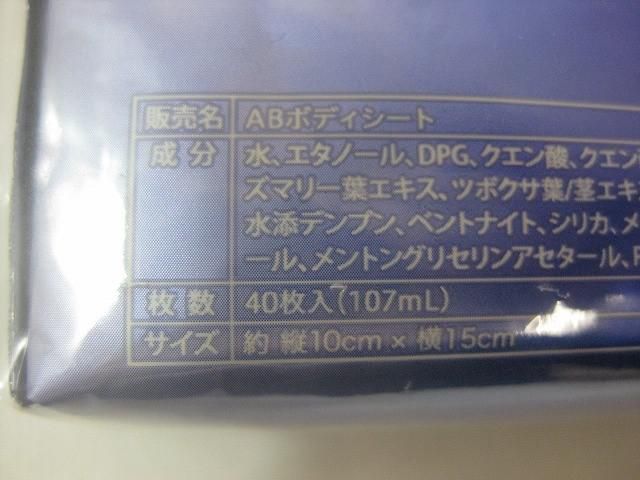 販売名 ABボディシート
成分 水、エタノール、DPG、クエン酸、クエン
ズマリー葉エキス、ツボクサ葉/茎エキ
水添デンプン、ベントナイト、シリカ、メ
ール、メントングリセリンアセタール、
枚数 40枚入(107mL)
サイズ 約 縦10cm × 横15cm